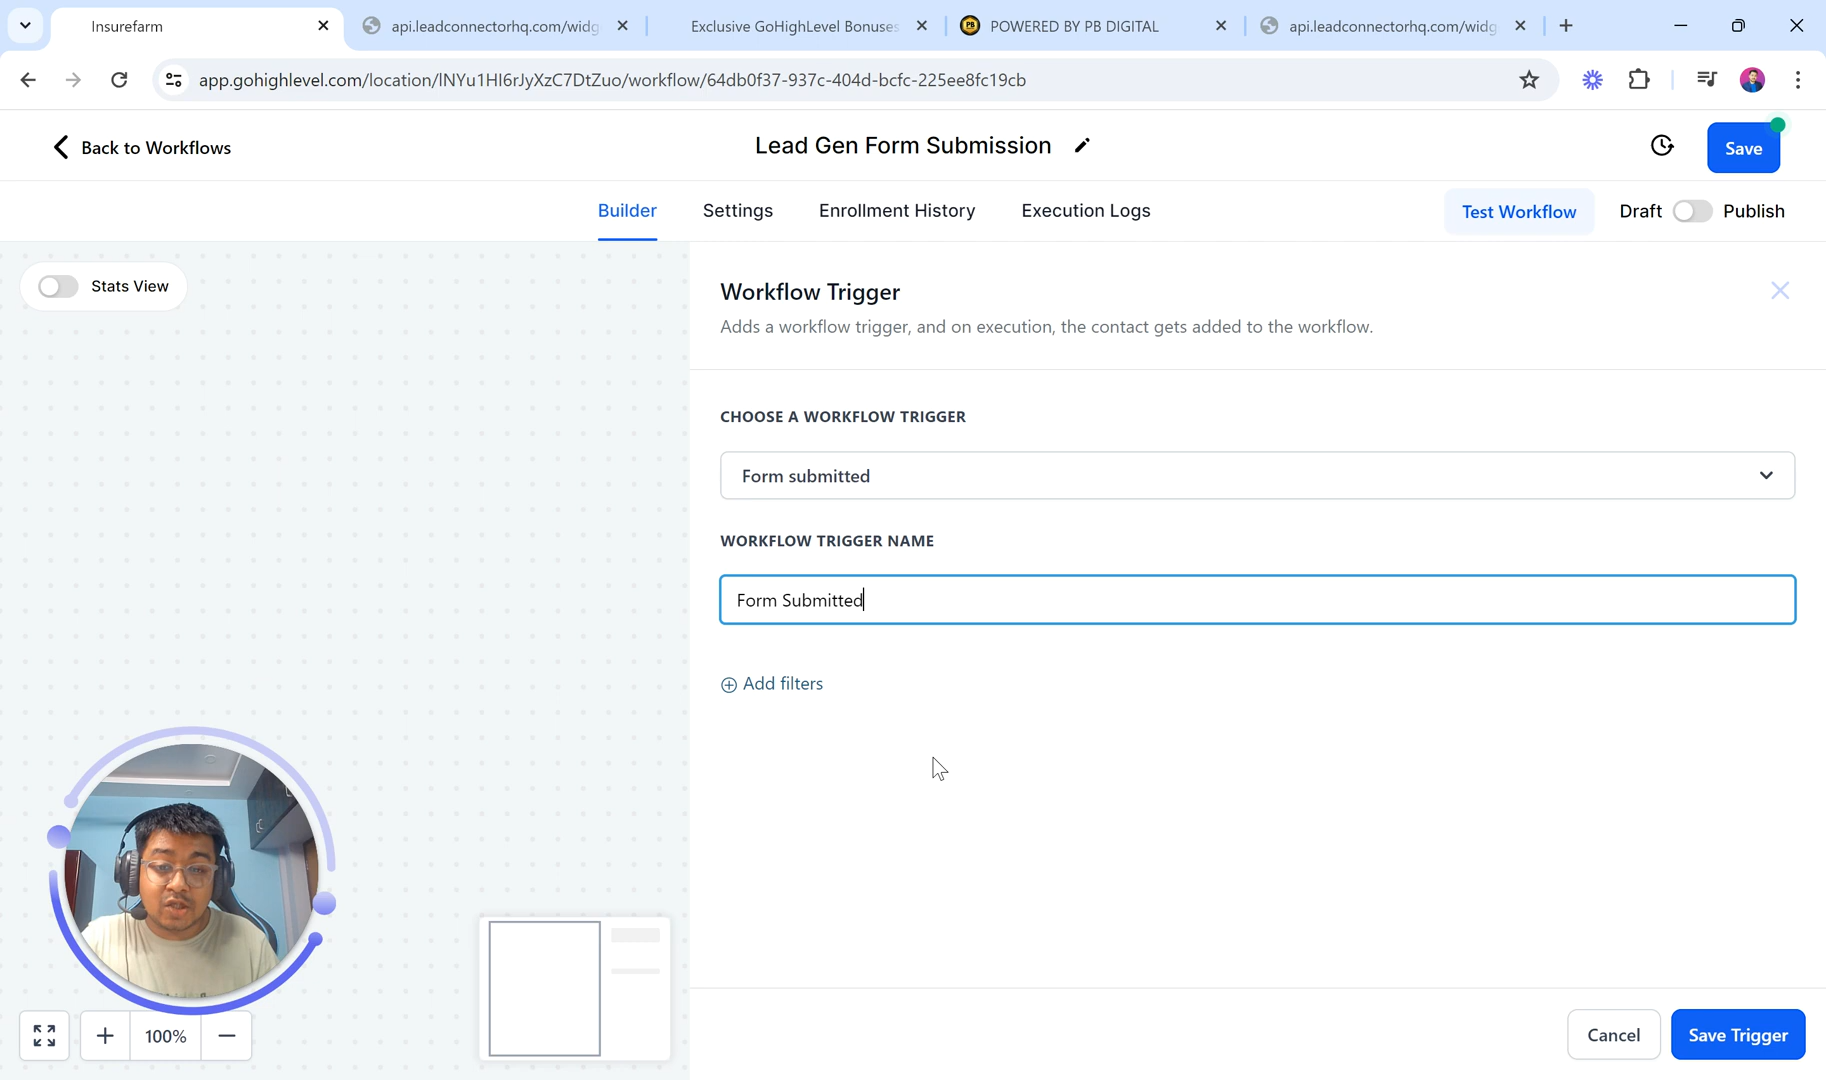 Insurefarm
api.leadconnectorhq.com/widg
Exclusive GoHighLevel Bonuses
PB
POWERED BY PB DIGITAL
api.leadconnectorhq.com/widg
app.gohighlevel.com/location/lNYu1HI6rJyXzC7DtZuo/workflow/64db0f37-937c-404d-bcfc-225ee8fc19cb
Back to Workflows
Lead Gen Form Submission
Save
Builder
Settings
Enrollment History
Execution Logs
Test Workflow
Draft
Publish
Stats View
Workflow Trigger
Adds a workflow trigger, and on execution, the contact gets added to the workflow.
CHOOSE A WORKFLOW TRIGGER
Form submitted
WORKFLOW TRIGGER NAME
Form Submitted
Add filters
100%
Cancel
Save Trigger